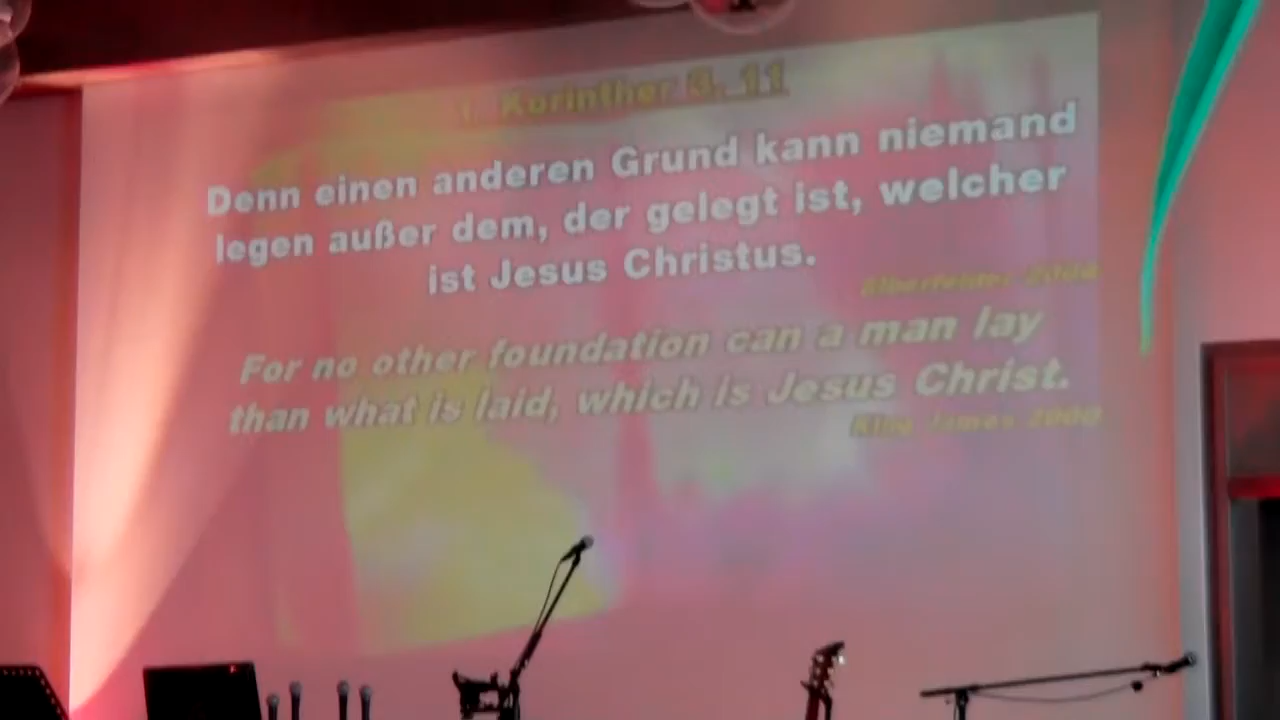 1. Korinther 3, 11
Denn einen anderen Grund kann niemand
legen außer dem, der gelegt ist, welcher
ist Jesus Christus.
Elberfelder 2000
For no other foundation can a man lay
than what is laid, which is Jesus Christ.
King James 2000